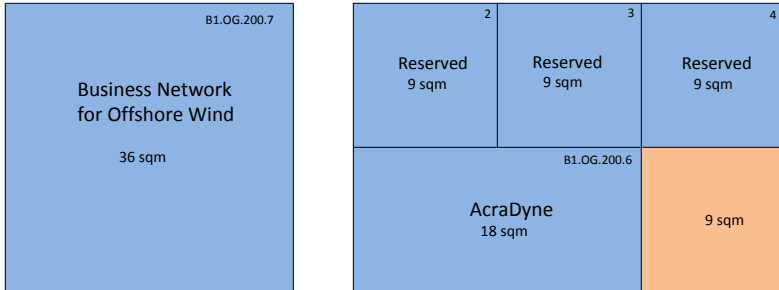 B1.OG.200.7
Business Network
for Offshore Wind
36 sqm
2
Reserved
9 sqm
3
Reserved
9 sqm
4
Reserved
9 sqm
B1.OG.200.6
AcraDyne
18 sqm
9 sqm